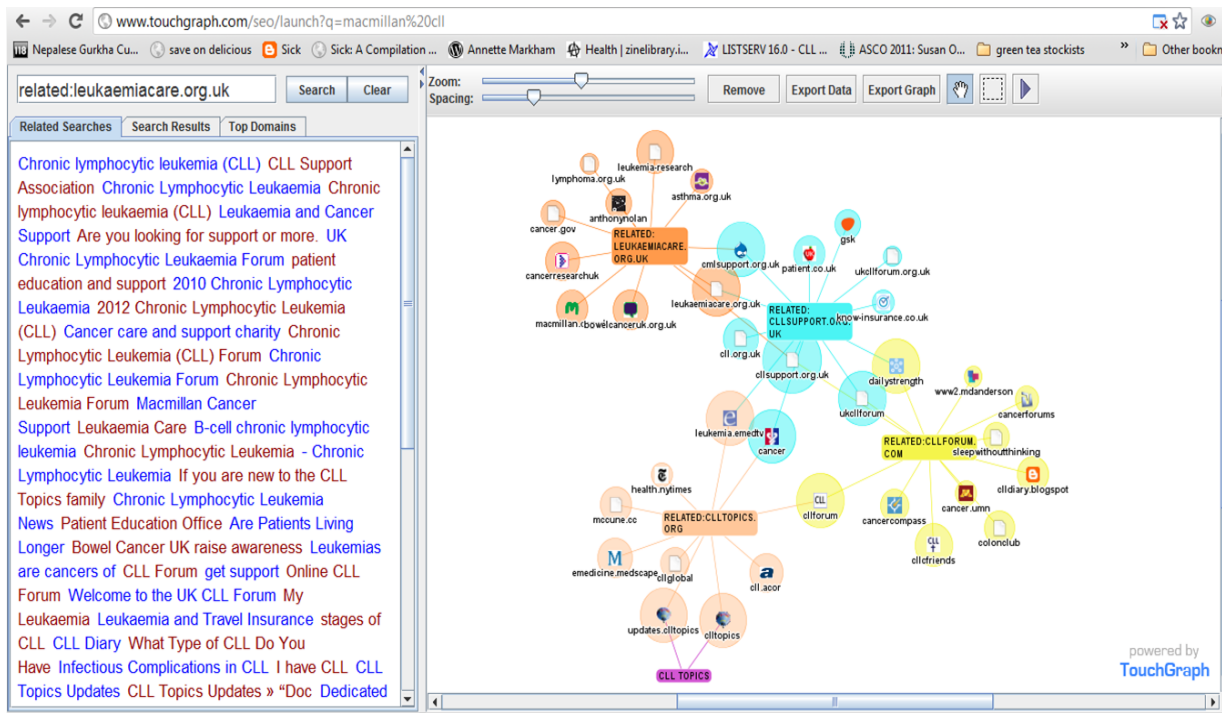 www.touchgraph.com/seo/launch?q=macmillan%20cll
Nepalese Gurkha Cu... save on delicious Sick Sick: A Compilation ... Annette Markham Health | zinelibrary.i... LISTSERV 16.0 - CLL ... ASCO 2011: Susan O... green tea stockists » Other bookn
related:leukaemiacare.org.uk Search Clear
Zoom:
Spacing:
Remove Export Data Export Graph
Related Searches Search Results Top Domains
Chronic lymphocytic leukemia (CLL) CLL Support
Association Chronic Lymphocytic Leukaemia Chronic
lymphocytic leukaemia (CLL) Leukaemia and Cancer
Support Are you looking for support or more. UK
Chronic Lymphocytic Leukaemia Forum patient
education and support 2010 Chronic Lymphocytic
Leukaemia 2012 Chronic Lymphocytic Leukemia
(CLL) Cancer care and support charity Chronic
Lymphocytic Leukemia (CLL) Forum Chronic
Lymphocytic Leukemia Forum Chronic Lymphocytic
Leukemia Forum Macmillan Cancer
Support Leukaemia Care B-cell chronic lymphocytic
leukemia Chronic Lymphocytic Leukemia - Chronic
Lymphocytic Leukemia If you are new to the CLL
Topics family Chronic Lymphocytic Leukemia
News Patient Education Office Are Patients Living
Longer Bowel Cancer UK raise awareness Leukemias
are cancers of CLL Forum get support Online CLL
Forum Welcome to the UK CLL Forum My
Leukaemia Leukaemia and Travel Insurance stages of
CLL CLL Diary What Type of CLL Do You
Have Infectious Complications in CLL I have CLL CLL
Topics Updates CLL Topics Updates » “Doc Dedicated
leukemia-research
lymphoma.org.uk
asthma.org.uk
anthonynolan
cancer.gov
RELATED:
LEUKAEMIACARE.
ORG.UK
cancerresearchuk
macmillan.o
bowelcanceruk.org.uk
gsk
cmlsupport.org.uk
patient.co.uk
ukcllforum.org.uk
leukaemiacare.org.uk
RELATED:
CLLSUPPORT.ORG.
UK
know-insurance.co.uk
cll.org.uk
cllsupport.org.uk
dailystrength
www2.mdanderson
ukcllforum
cancerforums
leukemia.emedtv
cancer
RELATED:CLLFORUM.
COM
sleepwithoutthinking
clldiary.blogspot
health.nytimes
CLL
cllforum
cancercompass
cancer.umn
mccune.cc
RELATED:CLLTOPICS.
ORG
colonclub
CLL
cllcfriends
emedicine.medscape
cllglobal
cll.acor
updates.clltopics
clltopics
CLL TOPICS
powered by
TouchGraph